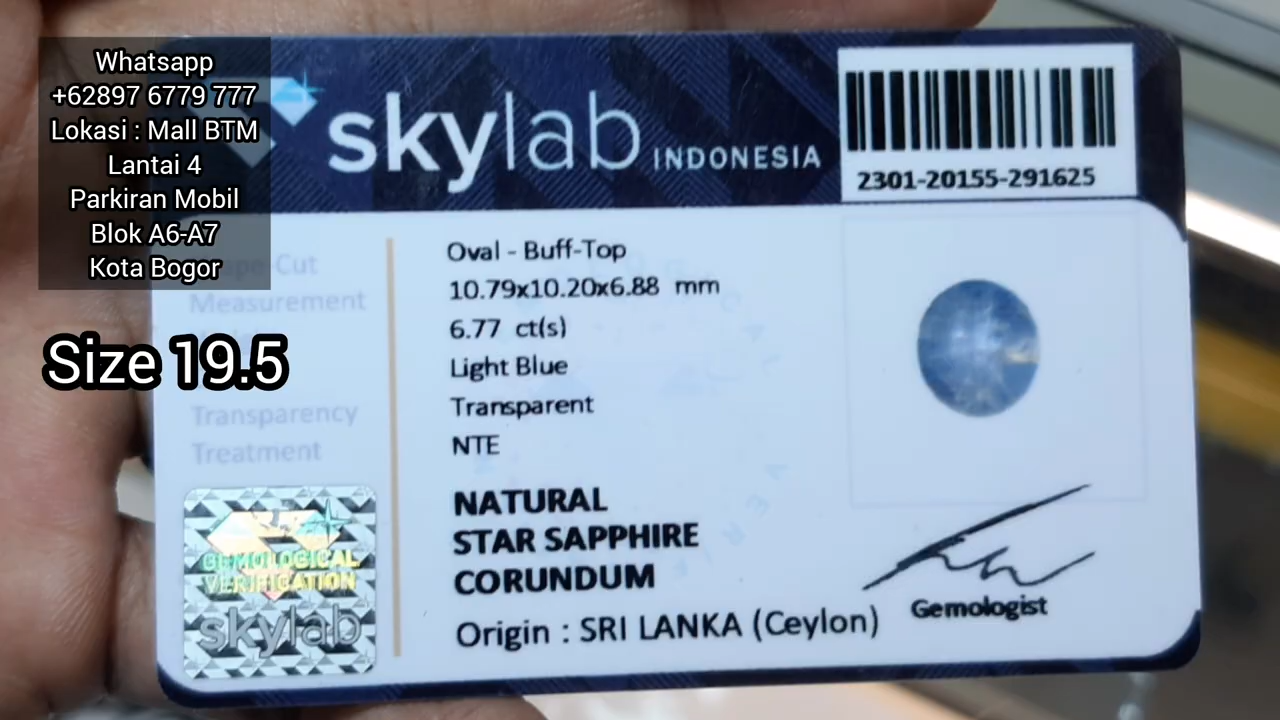 Whatsapp
+62897 6779 777
Lokasi : Mall BTM
Lantai 4
Parkiran Mobil
Blok A6-A7
Kota Bogor
Size 19.5
skylab INDONESIA
2301-20155-291625
Oval - Buff-Top
Measurement 10.79x10.20x6.88 mm
6.77 ct(s)
Light Blue
Transparency Transparent
Treatment NTE
NATURAL
STAR SAPPHIRE
CORUNDUM
Origin : SRI LANKA (Ceylon)
GEMOLOGICAL
VERIFICATION
skylab
Gemologist